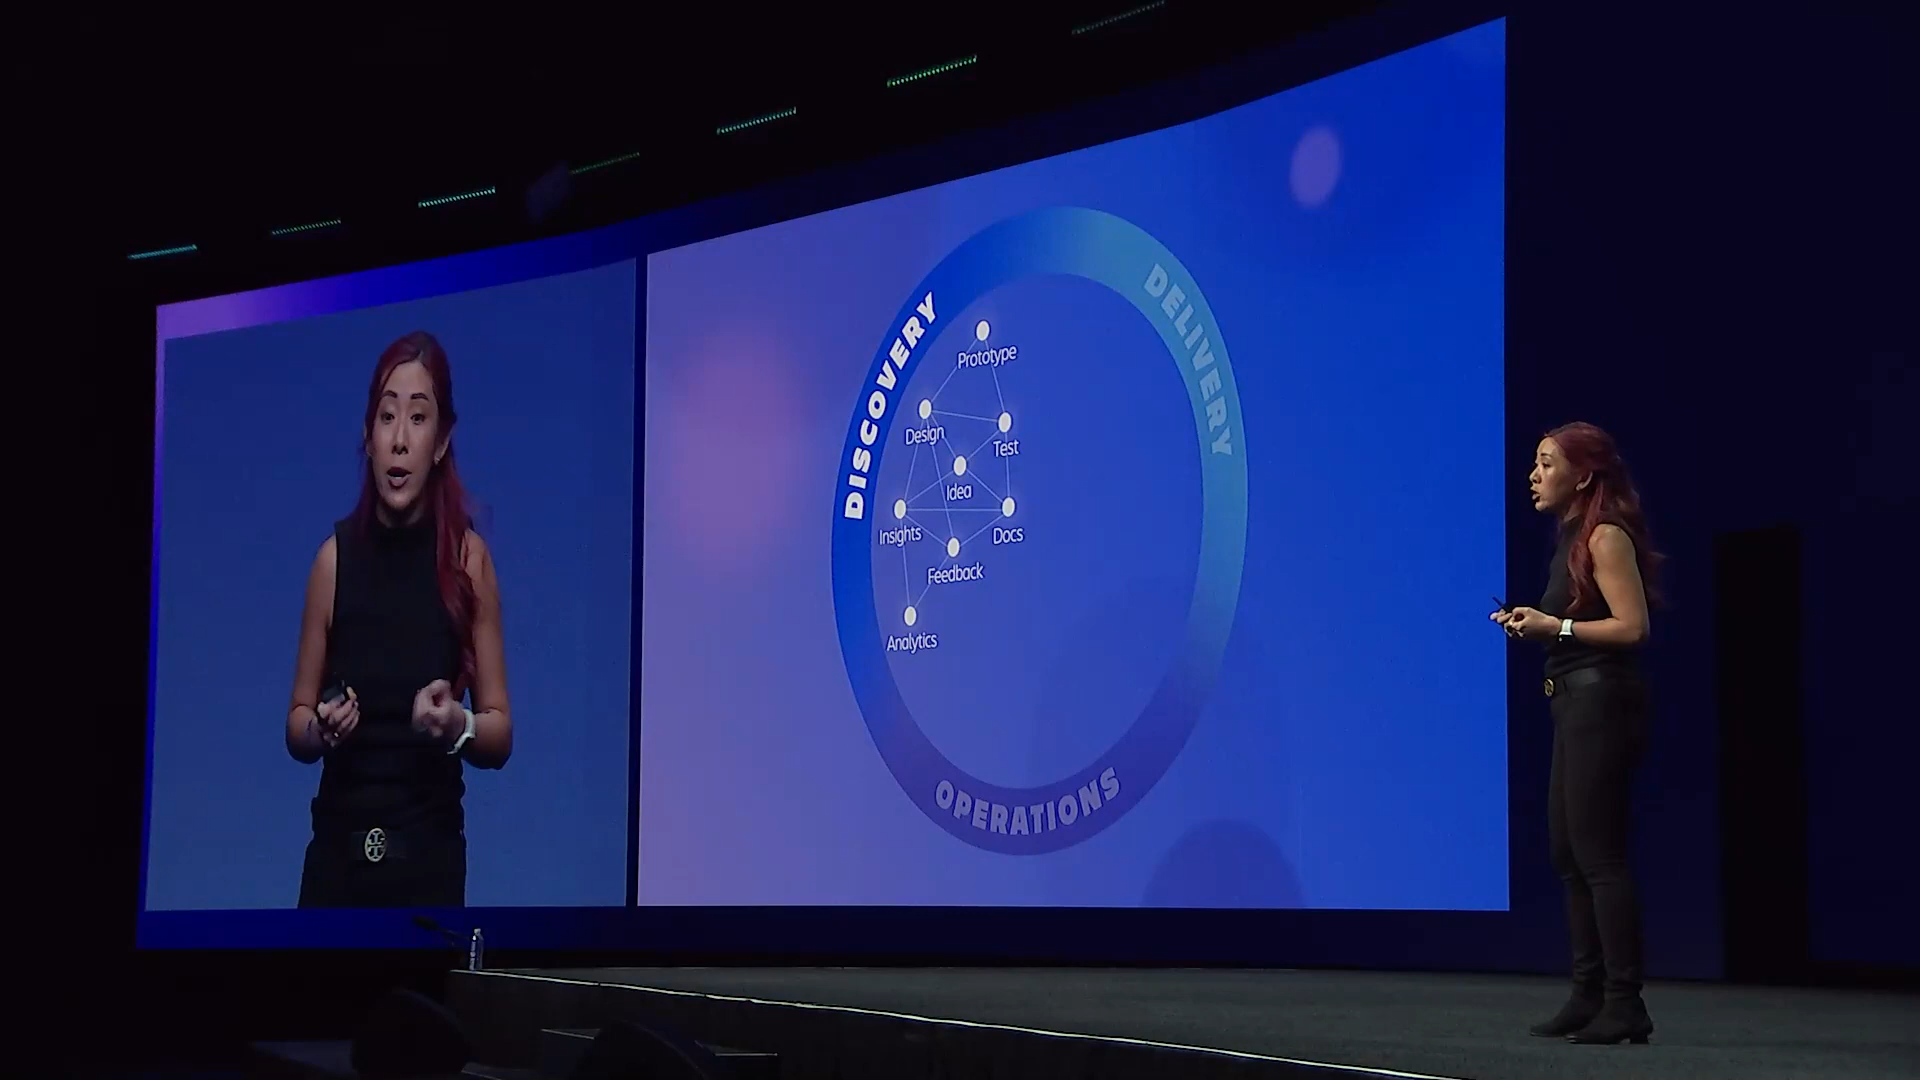 DISCOVERY
DELIVERY
Prototype
Design
Test
Idea
Insights
Docs
Feedback
Analytics
OPERATIONS